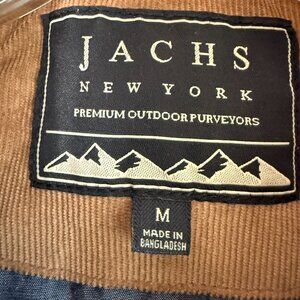 JACHS
NEW YORK
PREMIUM OUTDOOR PURVEYORS
M
MADE IN
BANGLADESH